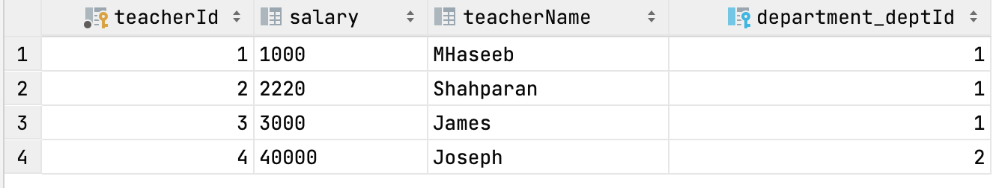 teacherId salary teacherName department_deptId
1 1 1000 MHaseeb 1
2 2 2220 Shahparan 1
3 3 3000 James 1
4 4 40000 Joseph 2